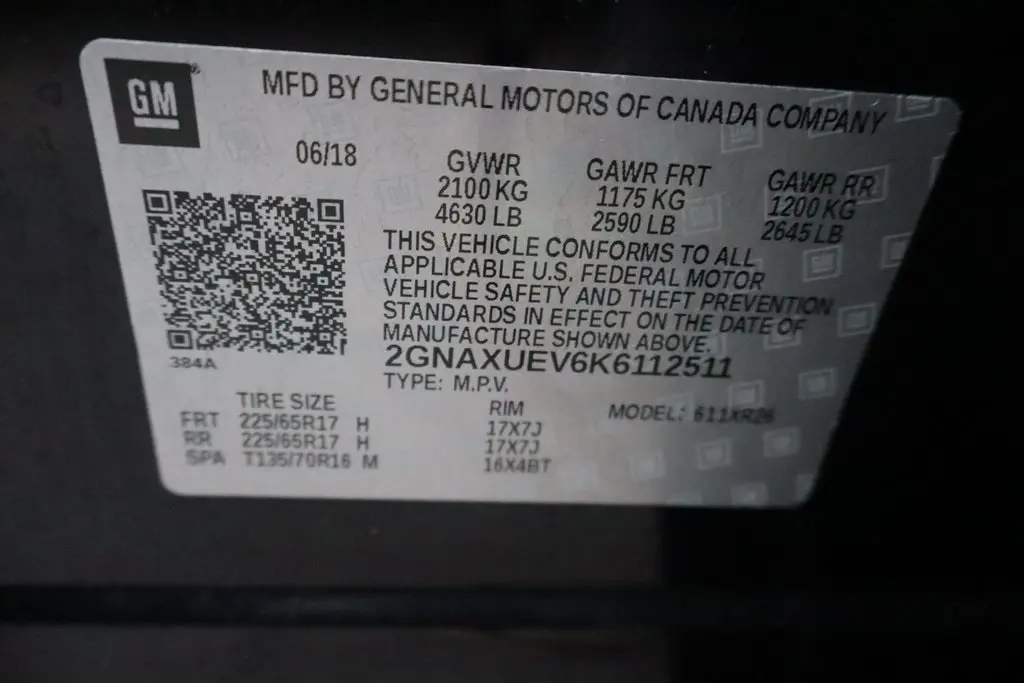 GM
MFD BY GENERAL MOTORS OF CANADA COMPANY
06/18
GVWR GAWR FRT GAWR RR
2100 KG 1175 KG 1200 KG
4630 LB 2590 LB 2645 LB
THIS VEHICLE CONFORMS TO ALL
APPLICABLE U.S. FEDERAL MOTOR
VEHICLE SAFETY AND THEFT PREVENTION
STANDARDS IN EFFECT ON THE DATE OF
MANUFACTURE SHOWN ABOVE.
2GNAXUEV6K6112511
384A
TYPE: M.P.V.
TIRE SIZE RIM MODEL: 611XR26
FRT 225/65R17 H 17X7J
RR 225/65R17 H 17X7J
SPA T135/70R16 M 16X4BT